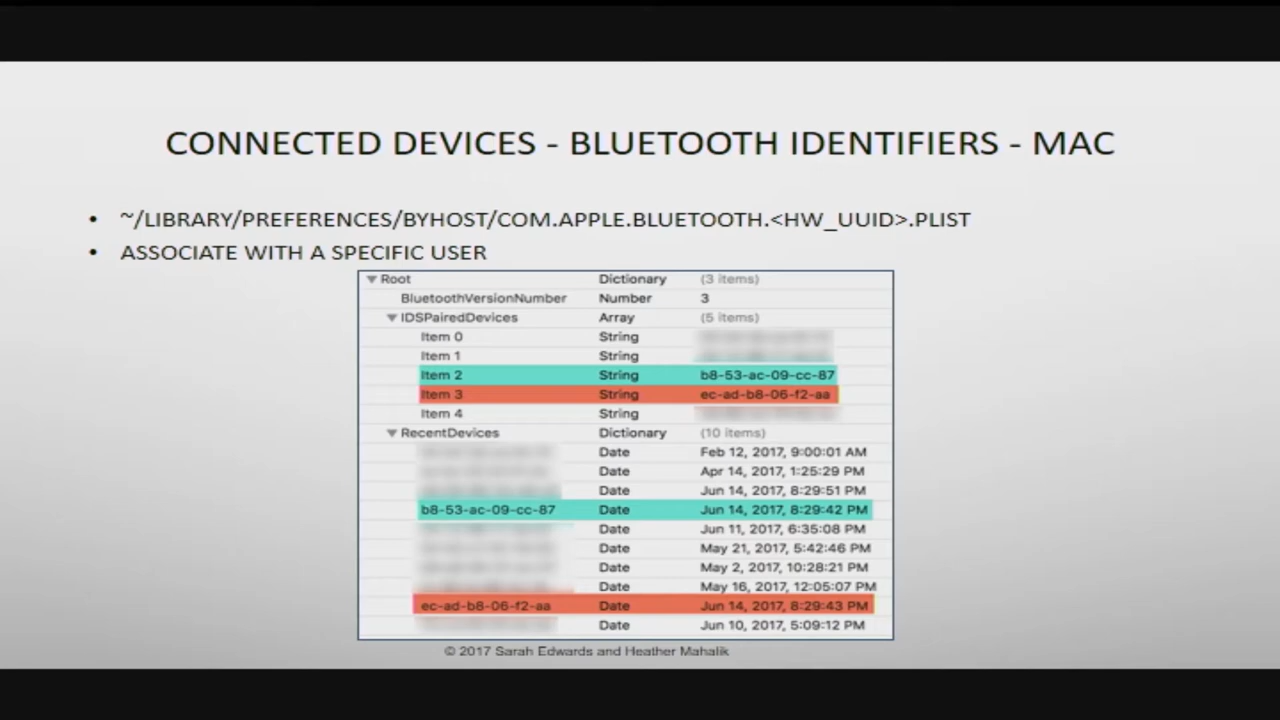 CONNECTED DEVICES - BLUETOOTH IDENTIFIERS - MAC
• ~/LIBRARY/PREFERENCES/BYHOST/COM.APPLE.BLUETOOTH.<HW_UUID>.PLIST
• ASSOCIATE WITH A SPECIFIC USER
Root Dictionary (3 items)
BluetoothVersionNumber Number 3
IDSPairedDevices Array (5 items)
Item 0 String
Item 1 String
Item 2 String b8-53-ac-09-cc-87
Item 3 String ec-ad-b8-06-f2-aa
Item 4 String
RecentDevices Dictionary (10 items)
Date Feb 12, 2017, 9:00:01 AM
Date Apr 14, 2017, 1:25:29 PM
Date Jun 14, 2017, 8:29:51 PM
b8-53-ac-09-cc-87 Date Jun 14, 2017, 8:29:42 PM
Date Jun 11, 2017, 6:35:08 PM
Date May 21, 2017, 5:42:46 PM
Date May 2, 2017, 10:28:21 PM
Date May 16, 2017, 12:05:07 PM
ec-ad-b8-06-f2-aa Date Jun 14, 2017, 8:29:43 PM
Date Jun 10, 2017, 5:09:12 PM
© 2017 Sarah Edwards and Heather Mahalik